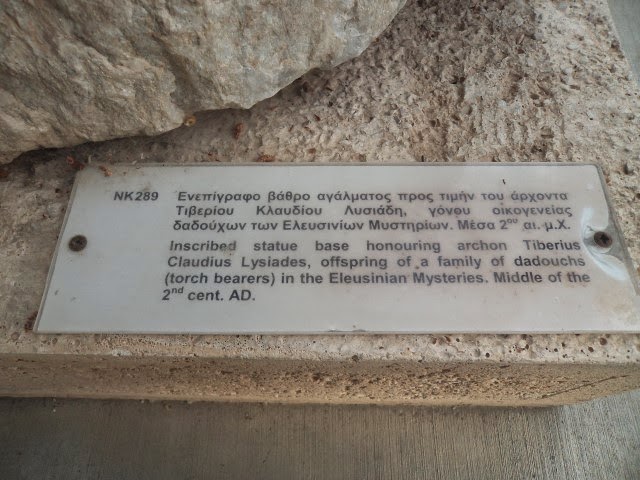 NK289 Ενεπίγραφο βάθρο αγάλματος προς τιμήν του άρχοντα
Τιβερίου Κλαυδίου Λυσιάδη, γόνου οικογενείας
δαδούχων των Ελευσινίων Μυστηρίων. Μέσα 2ου αι. μ.Χ.
Inscribed statue base honouring archon Tiberius
Claudius Lysiades, offspring of a family of dadouchs
(torch bearers) in the Eleusinian Mysteries. Middle of the
2nd cent. AD.